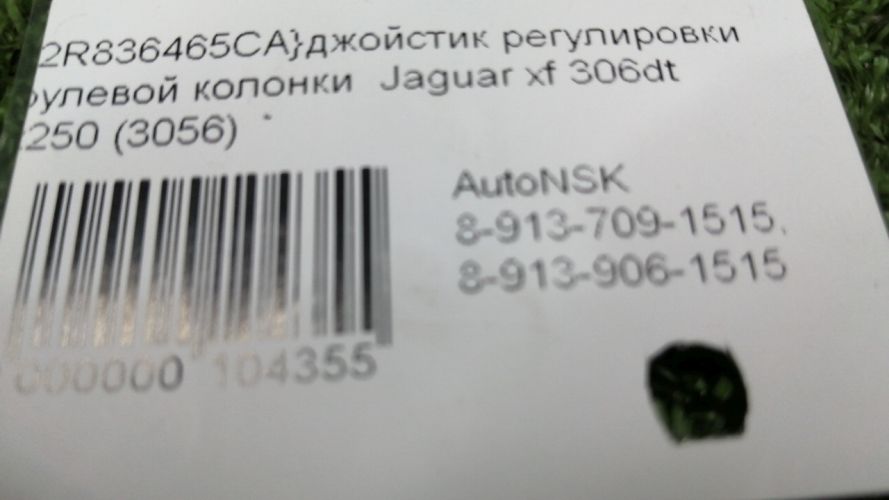 2R836465CA}джойстик регулировки
рулевой колонки Jaguar xf 306dt
250 (3056)
AutoNSK
8-913-709-1515,
8-913-906-1515
000000 104355